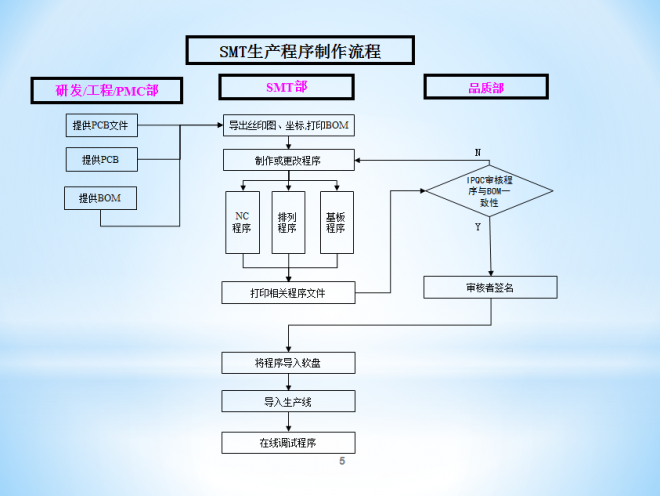 SMT生产程序制作流程
研发/工程/PMC部
SMT部
品质部
提供PCB文件
提供PCB
提供BOM
导出丝印图、坐标,打印BOM
制作或更改程序
NC
程序
排列
程序
基板
程序
打印相关程序文件
N
IPQC审核程
序与BOM一
致性
Y
审核者签名
将程序导入软盘
导入生产线
在线调试程序
5